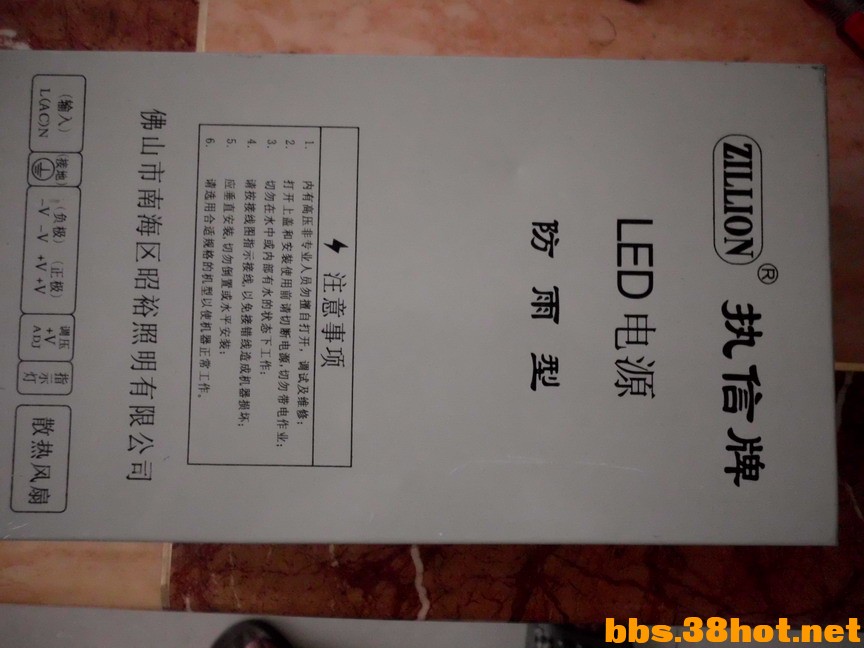 ZILLION® 执信牌
LED电源
防雨型
注意事项
1. 内有高压非专业人员勿擅自打开，调试及维修；
2. 打开上盖和安装使用前请切断电源，切勿带电作业；
3. 切勿在水中或内部有水的状态下工作；
4. 请按接线图指示接线，以免接错线造成机器损坏；
5. 应垂直安装，切勿倒置或水平安装；
6. 请选用合适规格的机型以使机器正常工作。
佛山市南海区昭裕照明有限公司
（输入）
L(AC)N
（接地）
（负极）（正极）
-V -V +V +V
调压
+V
ADJ
指示灯
散热风扇
bbs.38hot.net